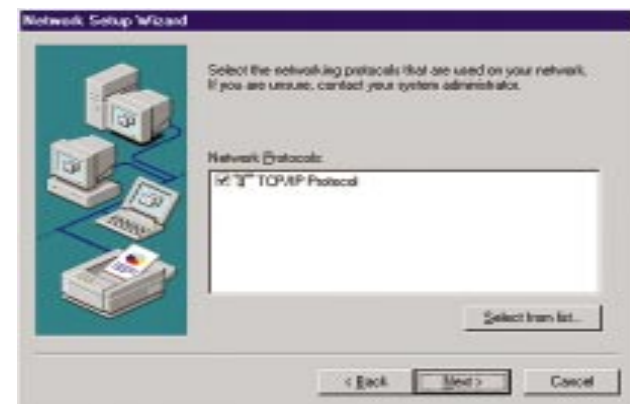 Network Setup Wizard
Select the networking protocols that are used on your network.
If you are unsure, contact your system administrator.
Network Protocols:
TCP/IP Protocol
Select from list...
< Back
Next >
Cancel